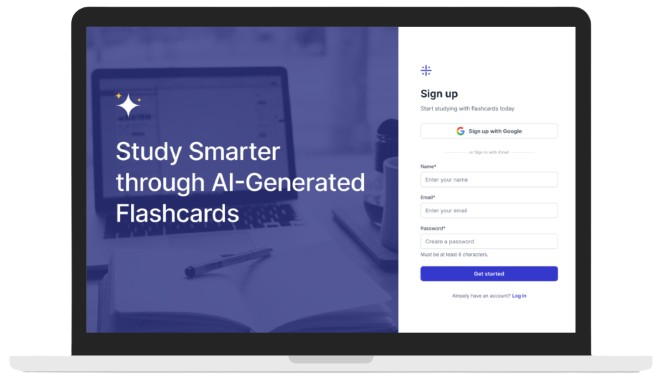 Study Smarter
through AI-Generated
Flashcards
Sign up
Start studying with flashcards today
Sign up with Google
or Sign in with Email
Name*
Enter your name
Email*
Enter your email
Password*
Create a password
Must be at least 6 characters.
Get started
Already have an account? Log in